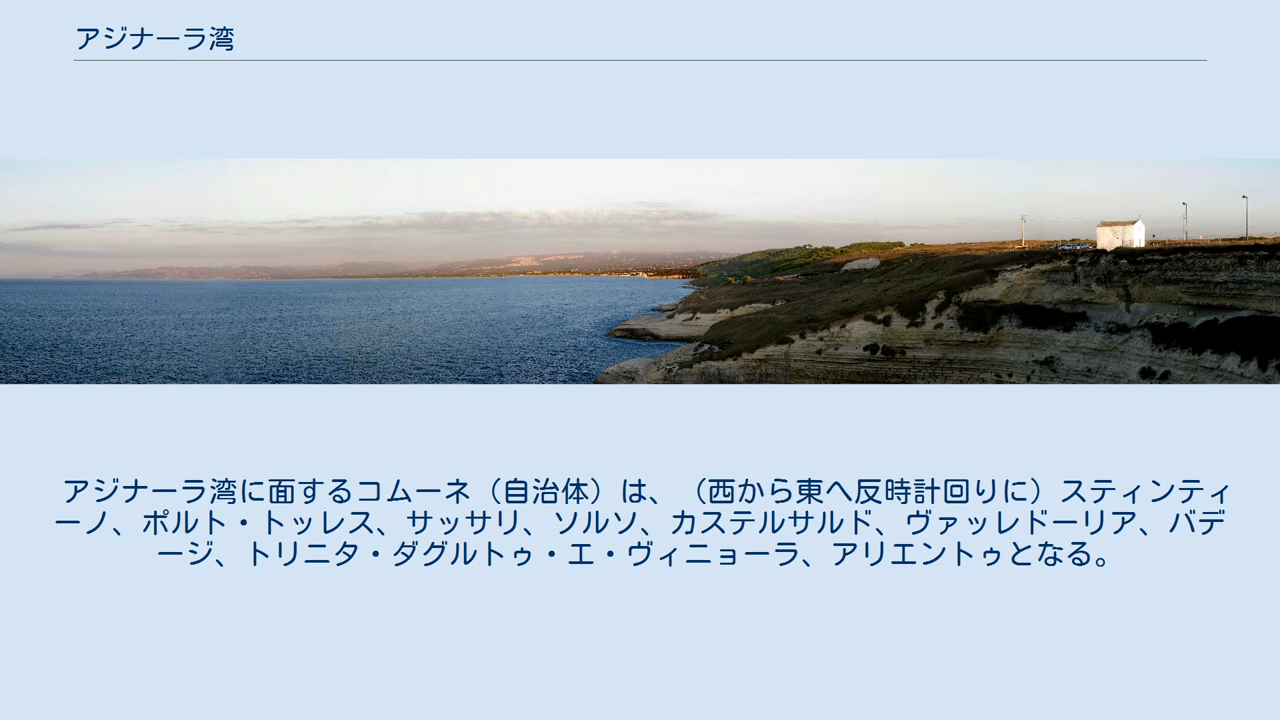 アジナーラ湾
アジナーラ湾に面するコムーネ（自治体）は、（西から東へ反時計回りに）スティンティ
ーノ、ポルト・トッレス、サッサリ、ソルソ、カステルサルド、ヴァッレドーリア、バデ
ージ、トリニタ・ダグルトゥ・エ・ヴィニョーラ、アリエントゥとなる。